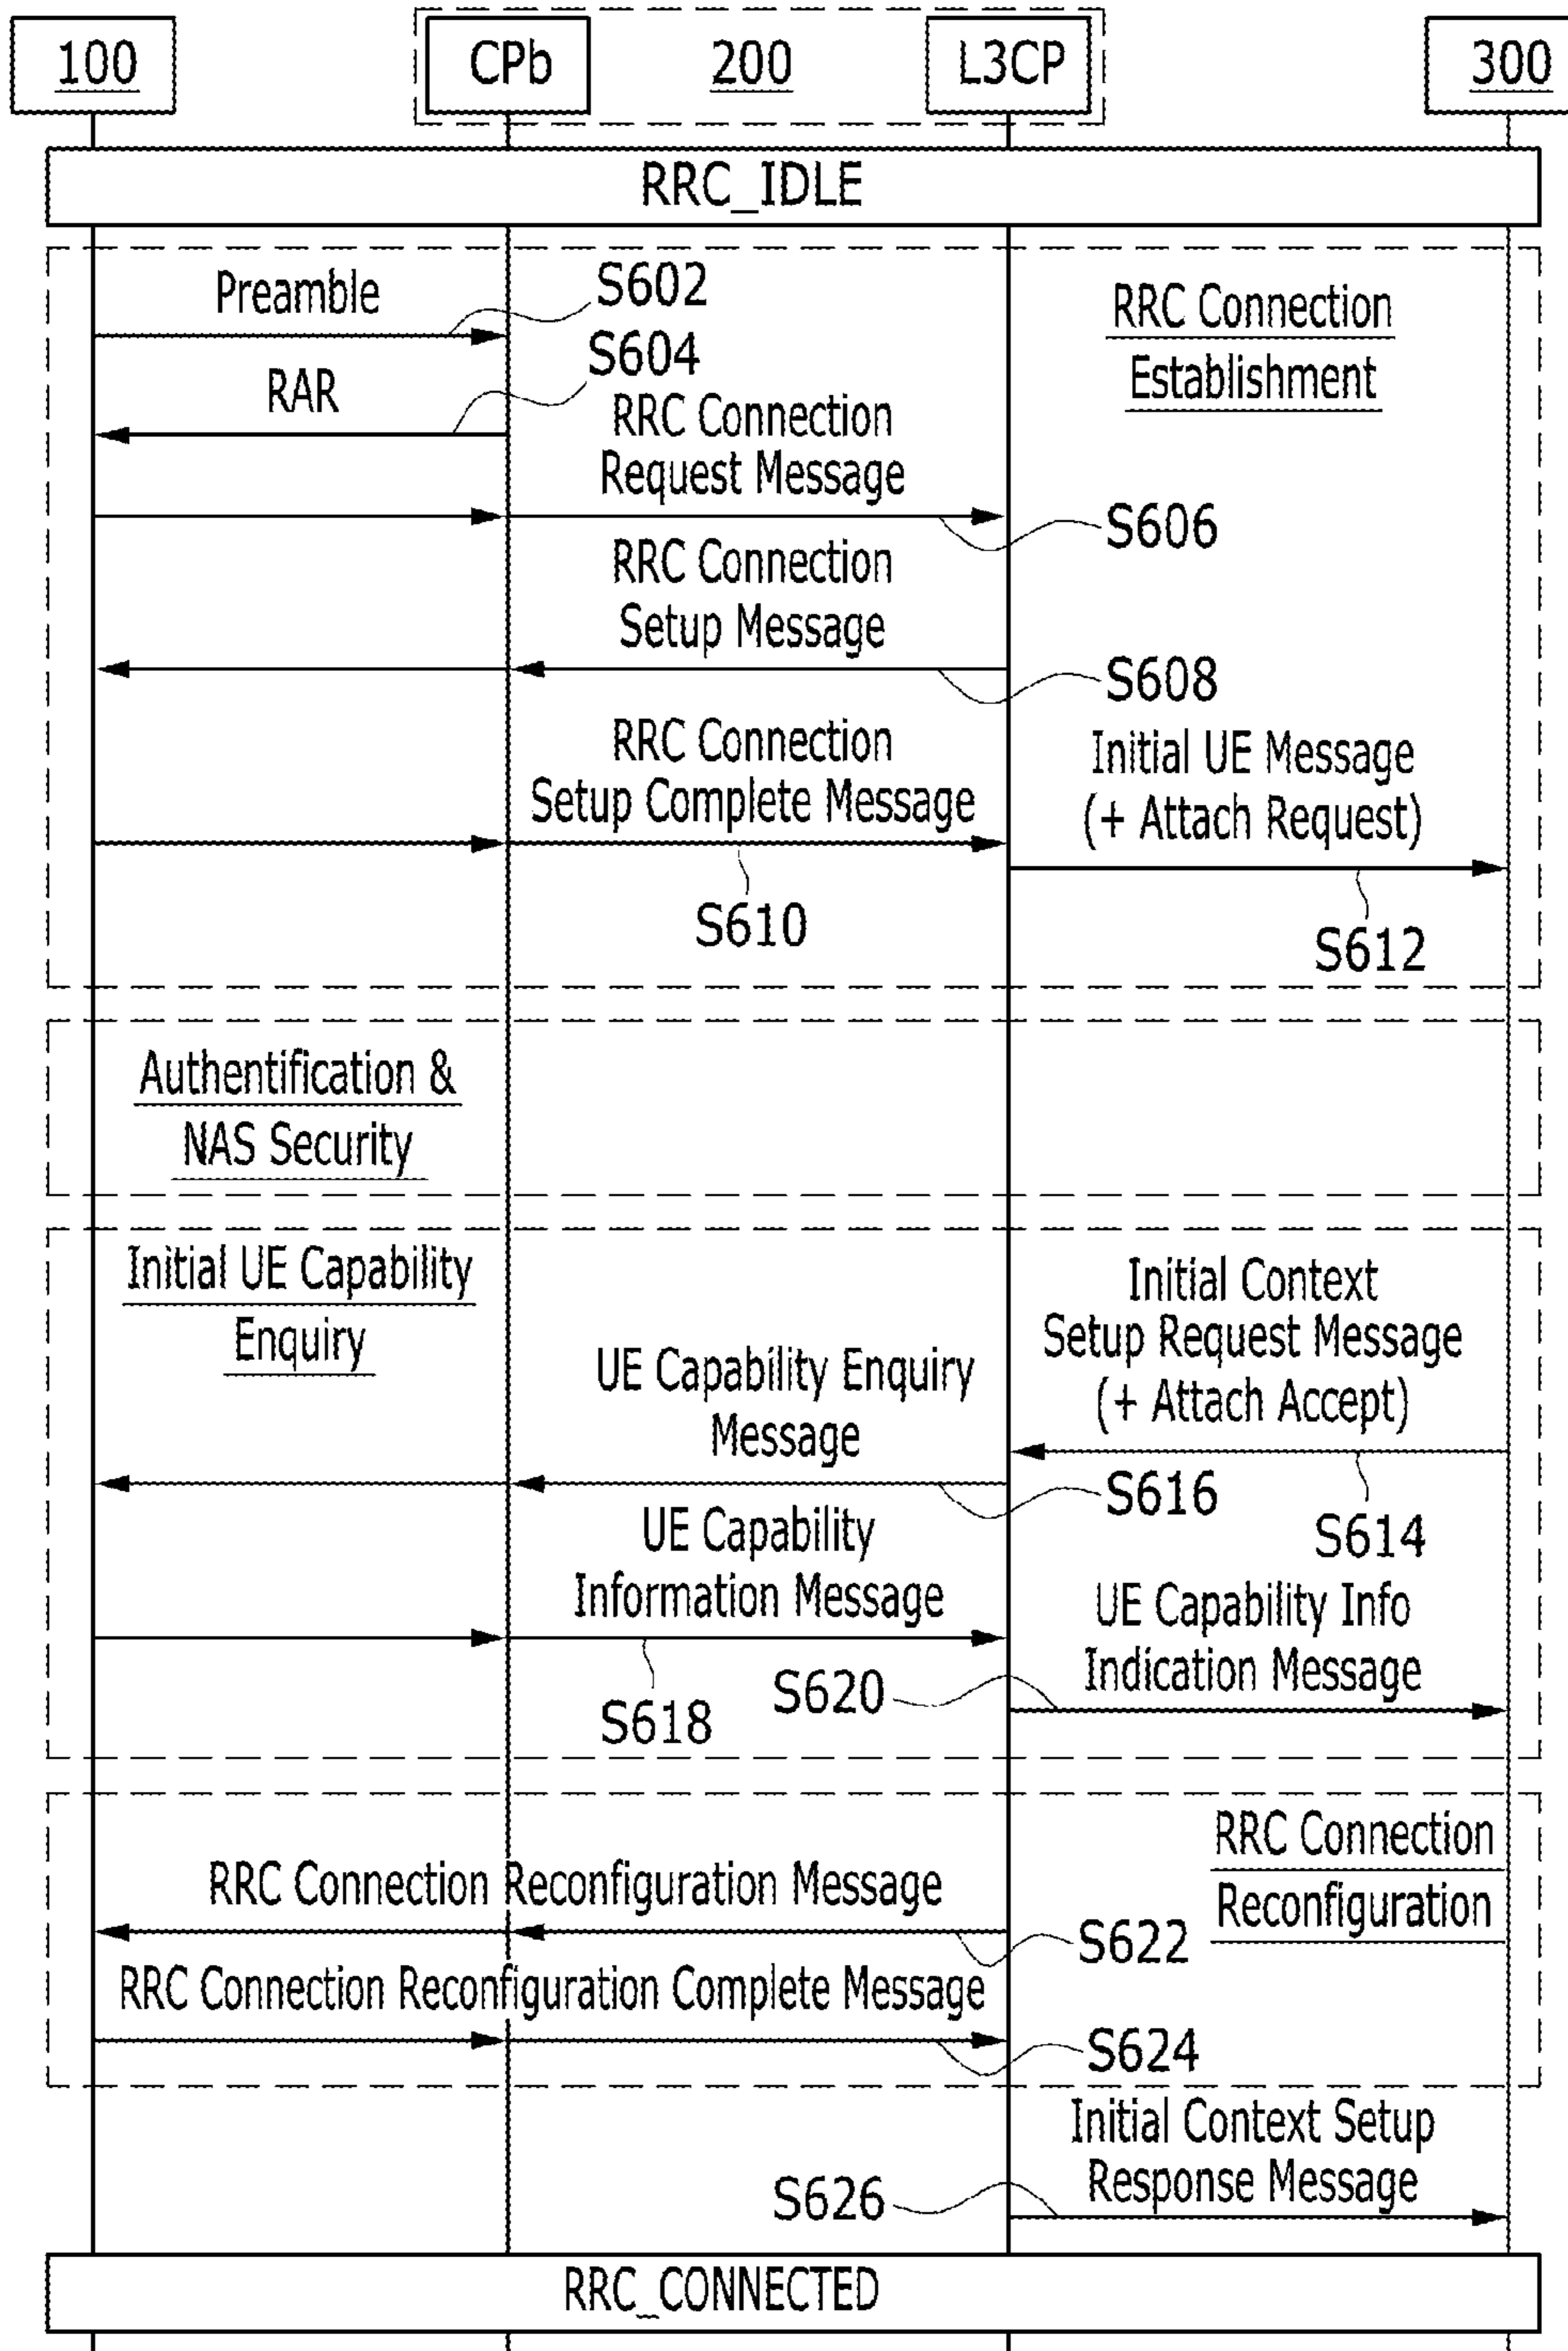 100
CPb
200
L3CP
300
RRC_IDLE
Preamble
S602
RRC Connection
Establishment
RAR
S604
RRC Connection
Request Message
S606
RRC Connection
Setup Message
S608
RRC Connection
Setup Complete Message
S610
Initial UE Message
(+ Attach Request)
S612
Authentification &
NAS Security
Initial UE Capability
Enquiry
Initial Context
Setup Request Message
(+ Attach Accept)
S614
UE Capability Enquiry
Message
S616
UE Capability
Information Message
S618
UE Capability Info
Indication Message
S620
RRC Connection
Reconfiguration
RRC Connection Reconfiguration Message
S622
RRC Connection Reconfiguration Complete Message
S624
Initial Context Setup
Response Message
S626
RRC_CONNECTED